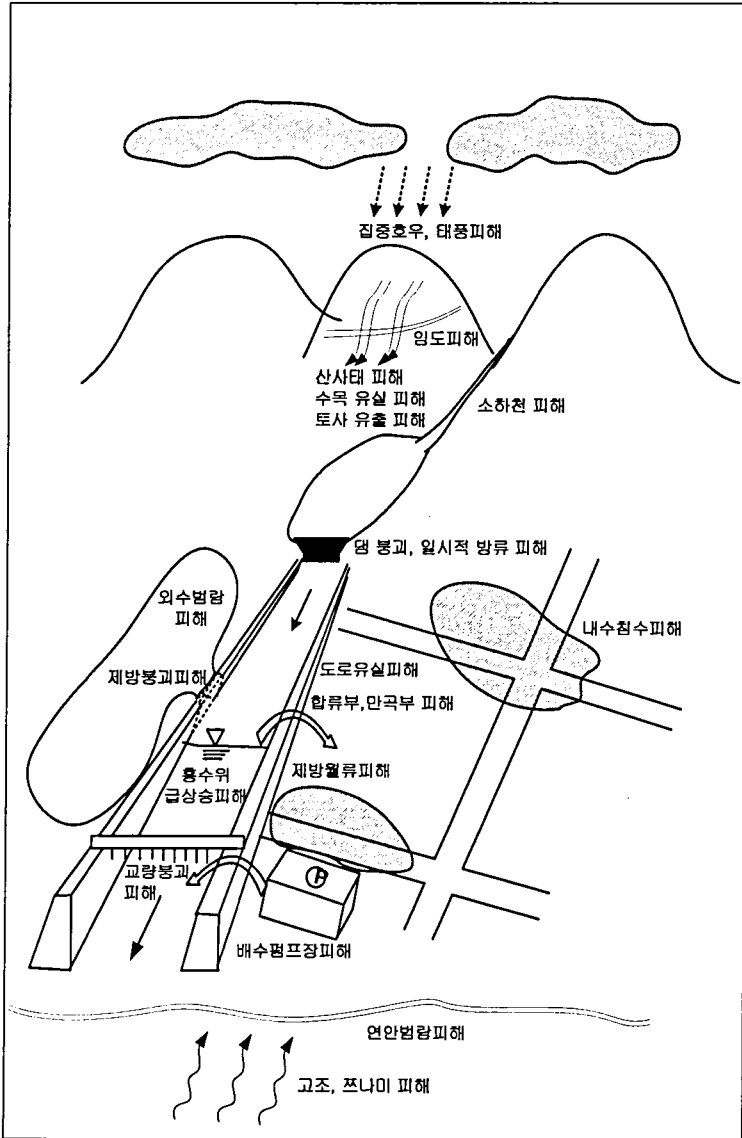 집중호우, 태풍피해
임도피해
산사태 피해
수목 유실 피해
토사 유출 피해
소하천 피해
댐 붕괴, 일시적 방류 피해
외수범람
피해
내수침수피해
제방붕괴피해
도로유실피해
합류부,만곡부 피해
홍수위
급상승피해
제방월류피해
교량붕괴
피해
P
배수펌프장피해
연안범람피해
고조, 쯔나미 피해